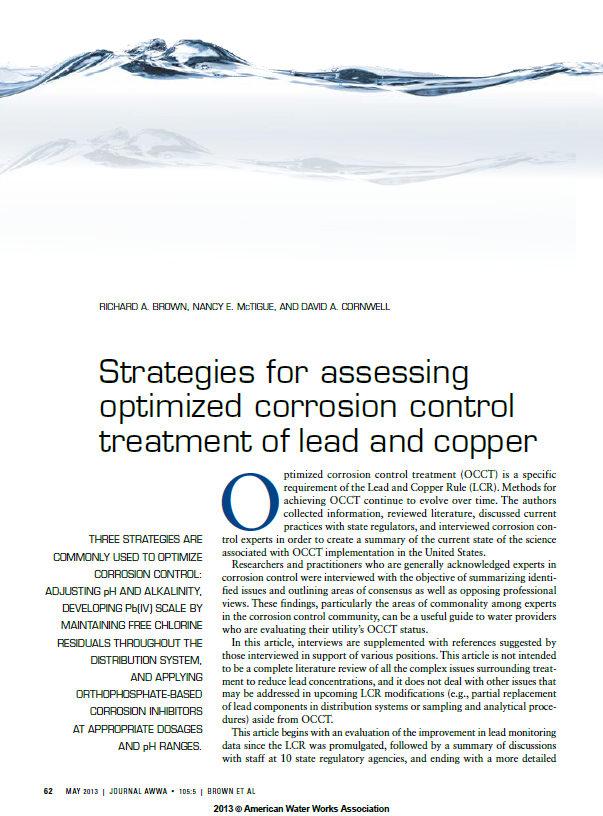 RICHARD A. BROWN, NANCY E. McTIGUE, AND DAVID A. CORNWELL
Strategies for assessing
optimized corrosion control
treatment of lead and copper
THREE STRATEGIES ARE
COMMONLY USED TO OPTIMIZE
CORROSION CONTROL:
ADJUSTING pH AND ALKALINITY,
DEVELOPING Pb(IV) SCALE BY
MAINTAINING FREE CHLORINE
RESIDUALS THROUGHOUT THE
DISTRIBUTION SYSTEM,
AND APPLYING
ORTHOPHOSPHATE-BASED
CORROSION INHIBITORS
AT APPROPRIATE DOSAGES
AND pH RANGES.
Optimized corrosion control treatment (OCCT) is a specific
requirement of the Lead and Copper Rule (LCR). Methods for
achieving OCCT continue to evolve over time. The authors
collected information, reviewed literature, discussed current
practices with state regulators, and interviewed corrosion con-
trol experts in order to create a summary of the current state of the science
associated with OCCT implementation in the United States.
Researchers and practitioners who are generally acknowledged experts in
corrosion control were interviewed with the objective of summarizing identi-
fied issues and outlining areas of consensus as well as opposing professional
views. These findings, particularly the areas of commonality among experts
in the corrosion control community, can be a useful guide to water providers
who are evaluating their utility's OCCT status.
In this article, interviews are supplemented with references suggested by
those interviewed in support of various positions. This article is not intended
to be a complete literature review of all the complex issues surrounding treat-
ment to reduce lead concentrations, and it does not deal with other issues that
may be addressed in upcoming LCR modifications (e.g., partial replacement
of lead components in distribution systems or sampling and analytical proce-
dures) aside from OCCT.
This article begins with an evaluation of the improvement in lead monitoring
data since the LCR was promulgated, followed by a summary of discussions
with staff at 10 state regulatory agencies, and ending with a more detailed
62 MAY 2013 | JOURNAL AWWA • 105:5 | BROWN ET AL
2013 © American Water Works Association